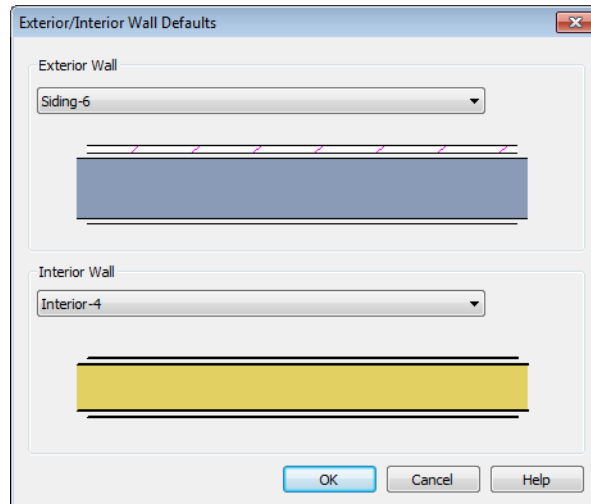 Exterior/Interior Wall Defaults
Exterior Wall
Siding-6
Interior Wall
Interior-4
OK
Cancel
Help